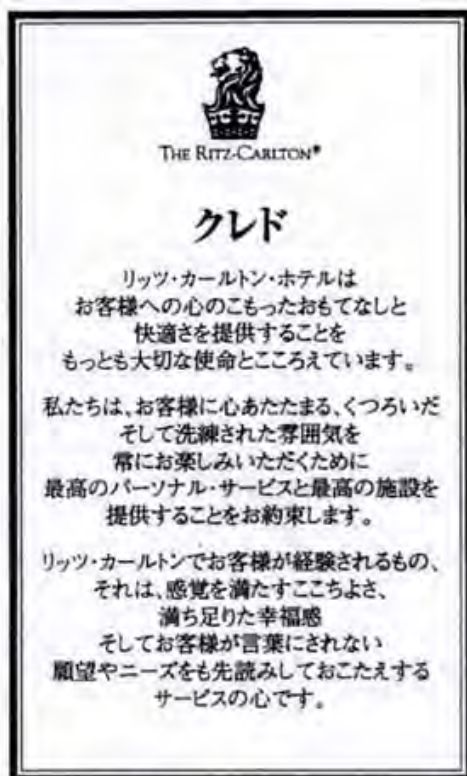 THE RITZ-CARLTON®
クレド
リッツ・カールトン・ホテルは
お客様への心のこもったおもてなしと
快適さを提供することを
もっとも大切な使命とこころえています。
私たちは、お客様に心あたたまる、くつろいだ
そして洗練された雰囲気を
常にお楽しみいただくために
最高のパーソナル・サービスと最高の施設を
提供することをお約束します。
リッツ・カールトンでお客様が経験されるもの、
それは、感覚を満たすここちよさ、
満ち足りた幸福感
そしてお客様が言葉にされない
願望やニーズをも先読みしておこたえする
サービスの心です。